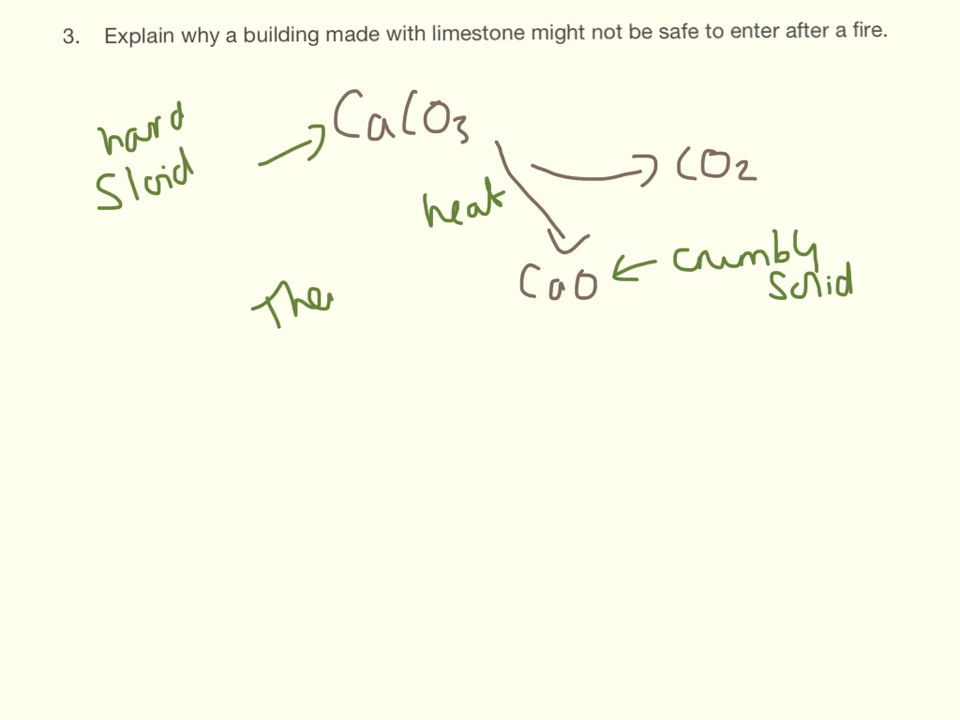 3. Explain why a building made with limestone might not be safe to enter after a fire.
hard
Sloid
CaCO3
CO2
heat
CaO
crumbly
Solid
The